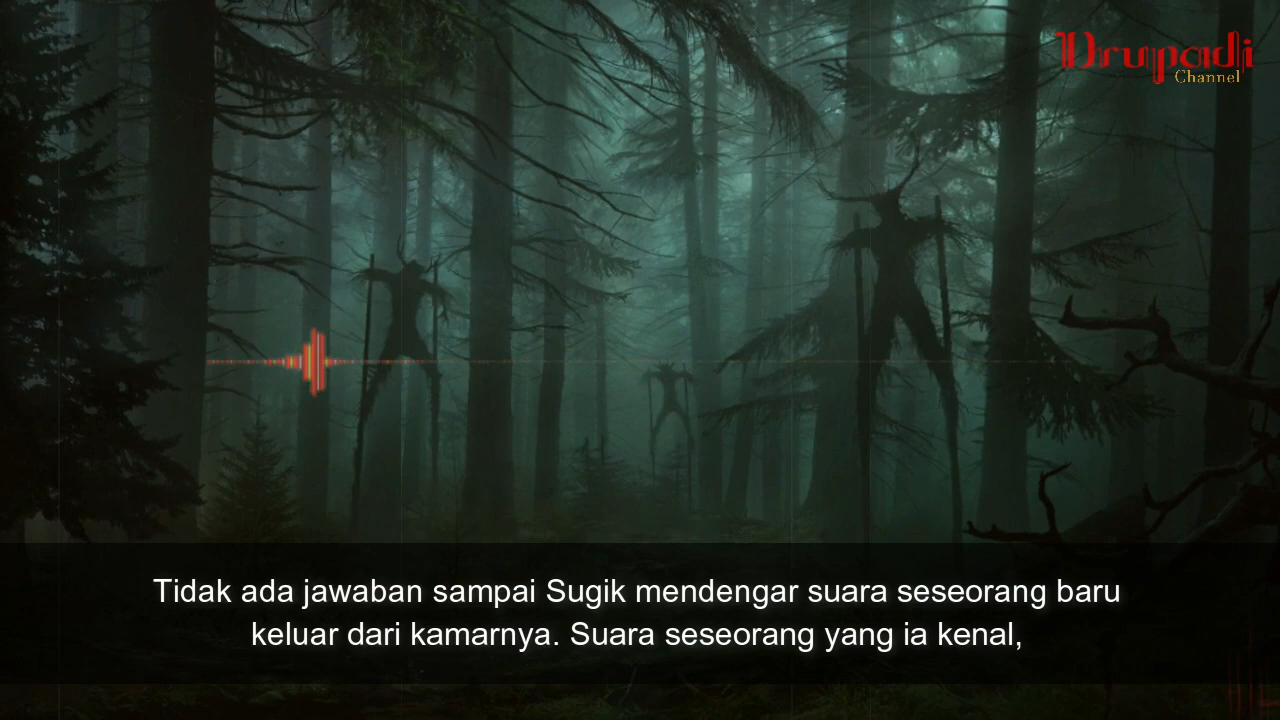 Drupadi
Channel
Tidak ada jawaban sampai Sugik mendengar suara seseorang baru
keluar dari kamarnya. Suara seseorang yang ia kenal,